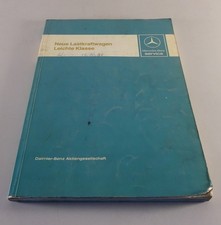 Neue Lastkraftwagen
Leichte Klasse
Daimler-Benz Aktiengesellschaft